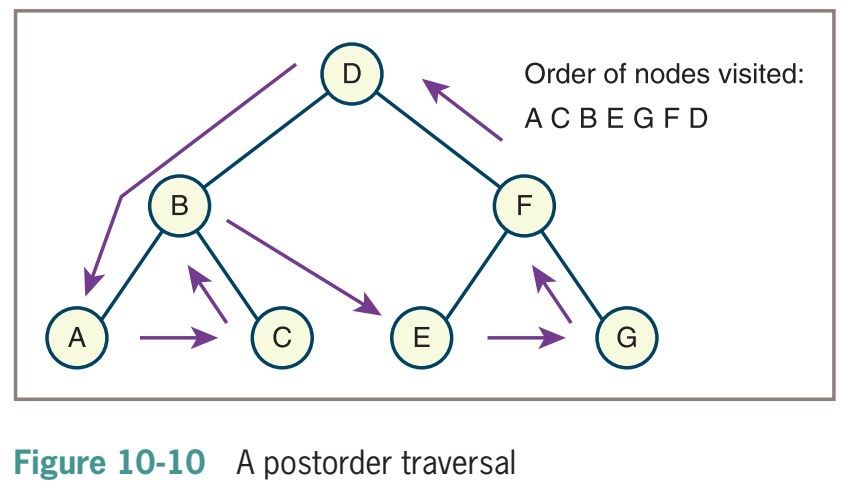 D
Order of nodes visited:
A C B E G F D
B
F
A
C
E
G
Figure 10-10 A postorder traversal